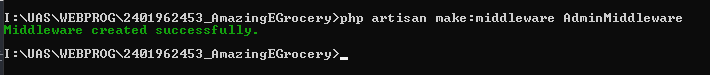 I:\UAS\WEBPROG\2401962453_AmazingEGrocery>php artisan make:middleware AdminMiddleware
Middleware created successfully.
I:\UAS\WEBPROG\2401962453_AmazingEGrocery>_